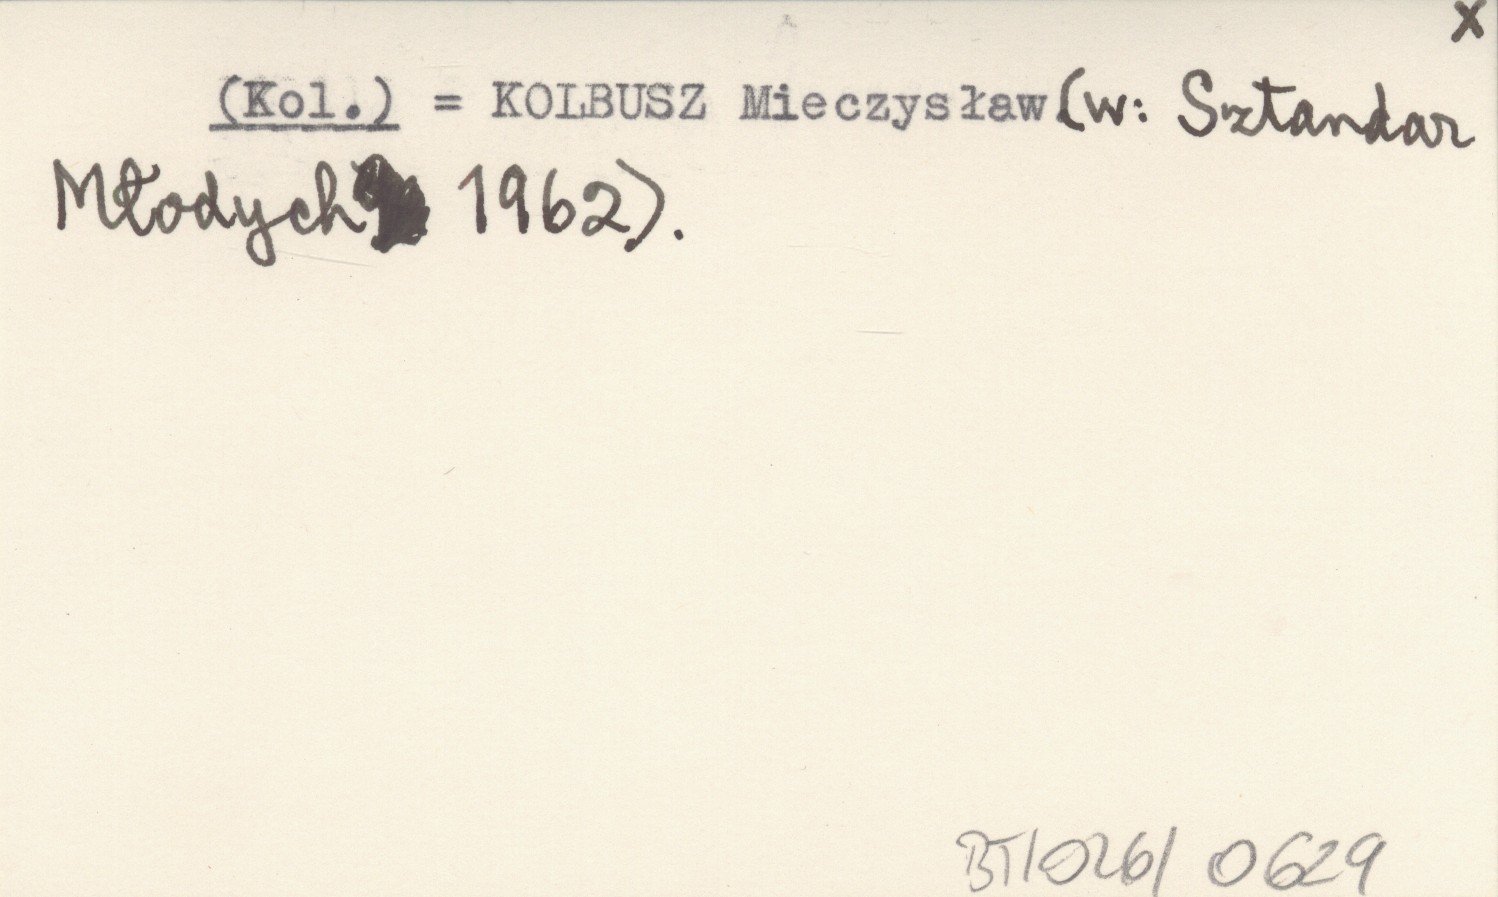 x
(Kol.) = KOLBUSZ Mieczysław (w: Sztandar
Młodych 1962).
BT/026/ 0629